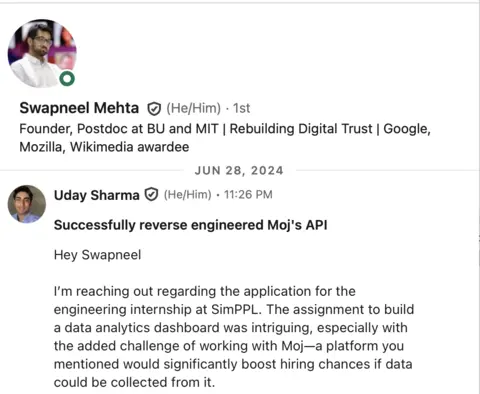 Swapneel Mehta (He/Him) · 1st
Founder, Postdoc at BU and MIT | Rebuilding Digital Trust | Google,
Mozilla, Wikimedia awardee
JUN 28, 2024
Uday Sharma (He/Him) • 11:26 PM
Successfully reverse engineered Moj's API
Hey Swapneel
I'm reaching out regarding the application for the
engineering internship at SimPPL. The assignment to build
a data analytics dashboard was intriguing, especially with
the added challenge of working with Moj—a platform you
mentioned would significantly boost hiring chances if data
could be collected from it.